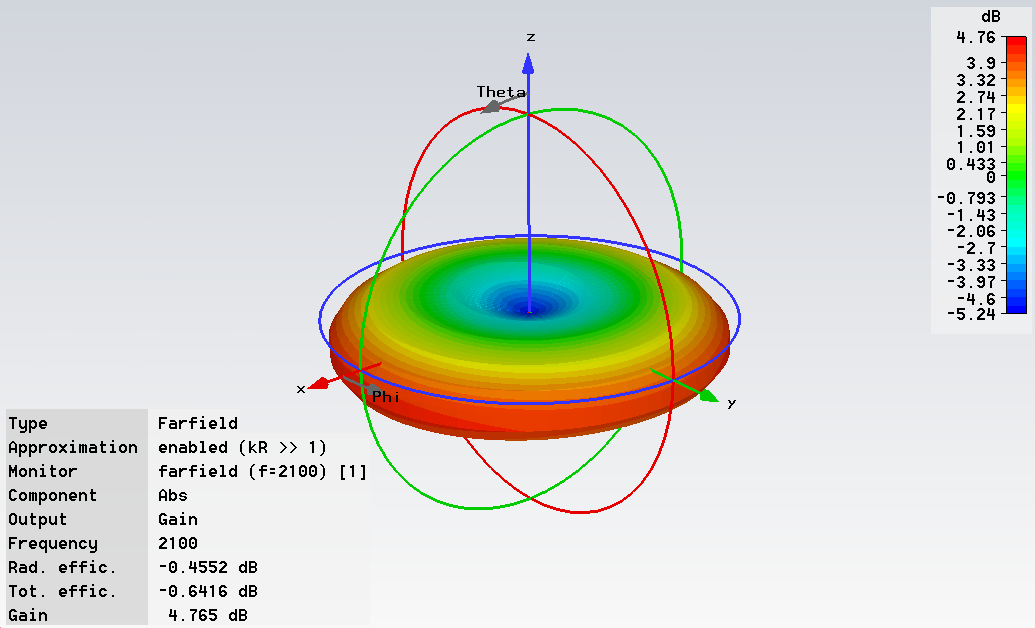 dB
4.76
3.9
3.32
2.74
2.17
1.59
1.01
0.433
0
-0.793
-1.43
-2.06
-2.7
-3.33
-3.97
-4.6
-5.24
z
Theta
x
Phi
y
Type Farfield
Approximation enabled (kR >> 1)
Monitor farfield (f=2100) [1]
Component Abs
Output Gain
Frequency 2100
Rad. effic. -0.4552 dB
Tot. effic. -0.6416 dB
Gain 4.765 dB